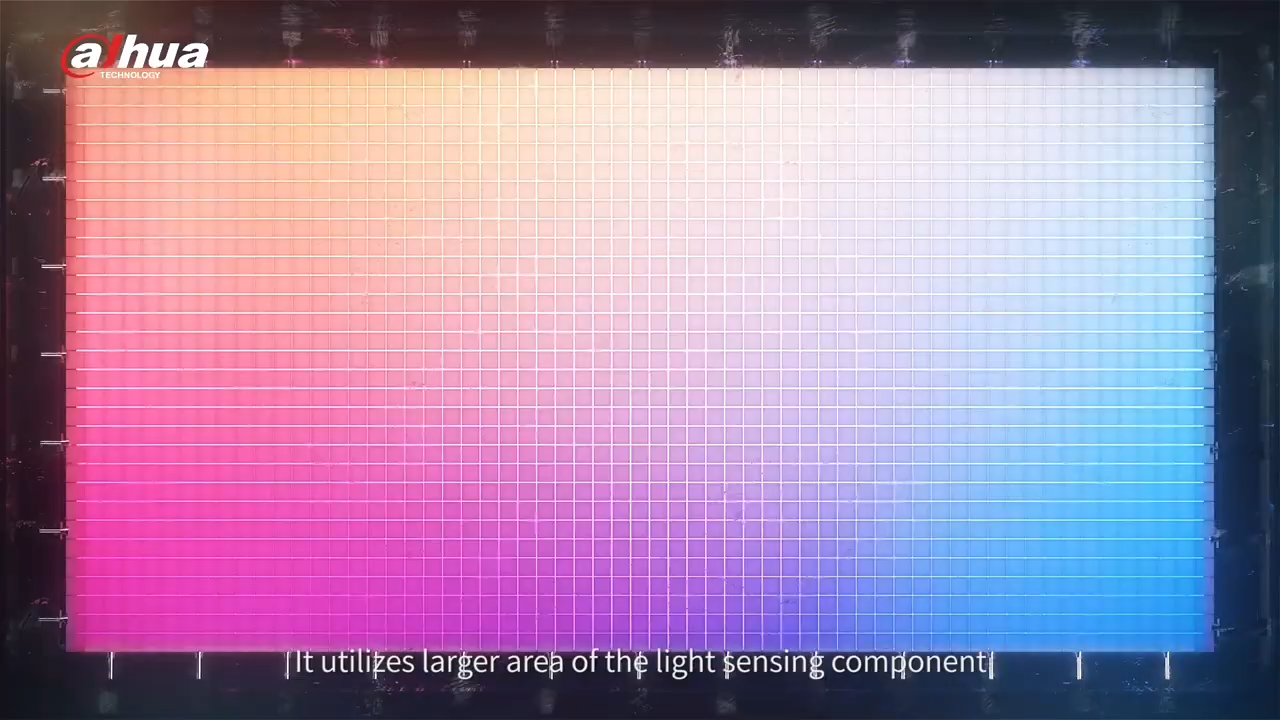 alhua
TECHNOLOGY
It utilizes larger area of the light sensing component